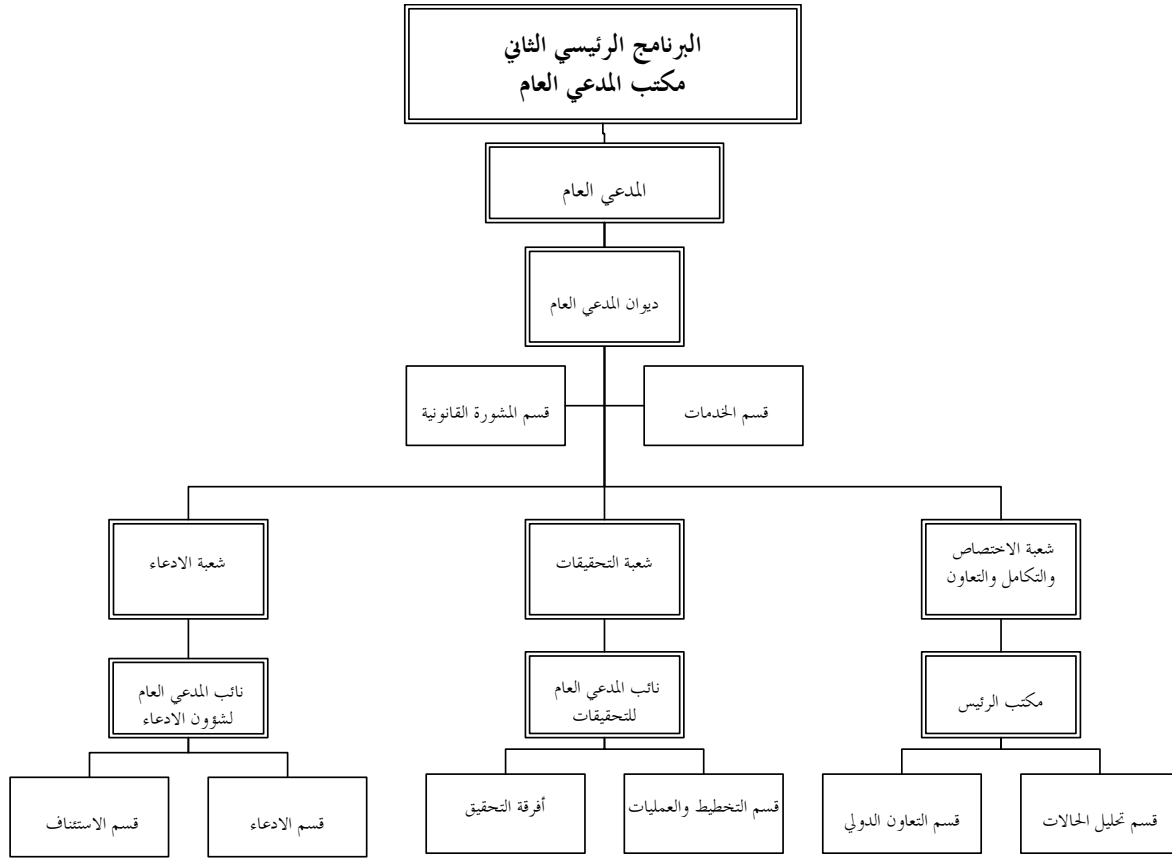 البرنامج الرئيسي الثاني
مكتب المدعي العام
المدعي العام
ديوان المدعي العام
قسم الخدمات
قسم المشورة القانونية
شعبة الاختصاص
والتكامل والتعاون
شعبة التحقيقات
شعبة الادعاء
مكتب الرئيس
نائب المدعي العام
للتحقيقات
نائب المدعي العام
لشؤون الادعاء
قسم تحليل الحالات
قسم التعاون الدولي
قسم التخطيط والعمليات
أفرقة التحقيق
قسم الادعاء
قسم الاستئناف